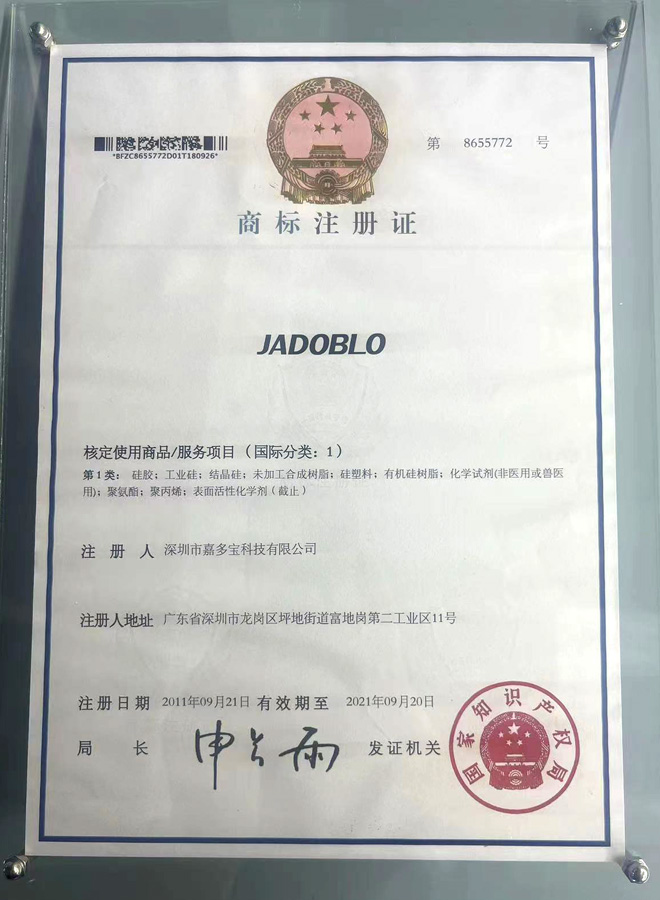 *BFZC8655772D01T180926*
第 8655772 号
商标注册证
JADOBLO
核定使用商品/服务项目（国际分类：1）
第1类：硅胶；工业硅；结晶硅；未加工合成树脂；硅塑料；有机硅树脂；化学试剂(非医用或兽医
用)；聚氨酯；聚丙烯；表面活性化学剂（截止）
注册人 深圳市嘉多宝科技有限公司
注册人地址 广东省深圳市龙岗区坪地街道富地岗第二工业区11号
注册日期 2011年09月21日 有效期至 2021年09月20日
局长 申长雨 发证机关
国家知识产权局